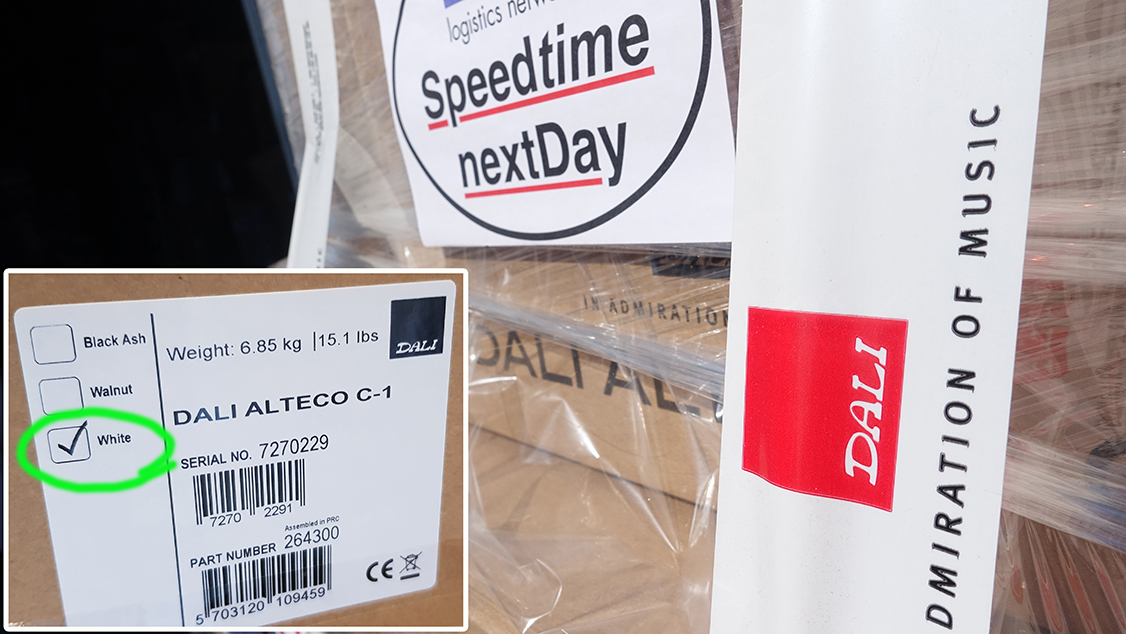 logistics
Speedtime
nextDay
IN ADMIRATION
DALI
DALI
IN ADMIRATION OF MUSIC
Black Ash
Walnut
White
Weight: 6.85 kg |15.1 lbs
DALI
DALI ALTECO C-1
SERIAL NO. 7270229
7270 2291
Assembled in PRC
PART NUMBER 264300
5 703120 109459
CE